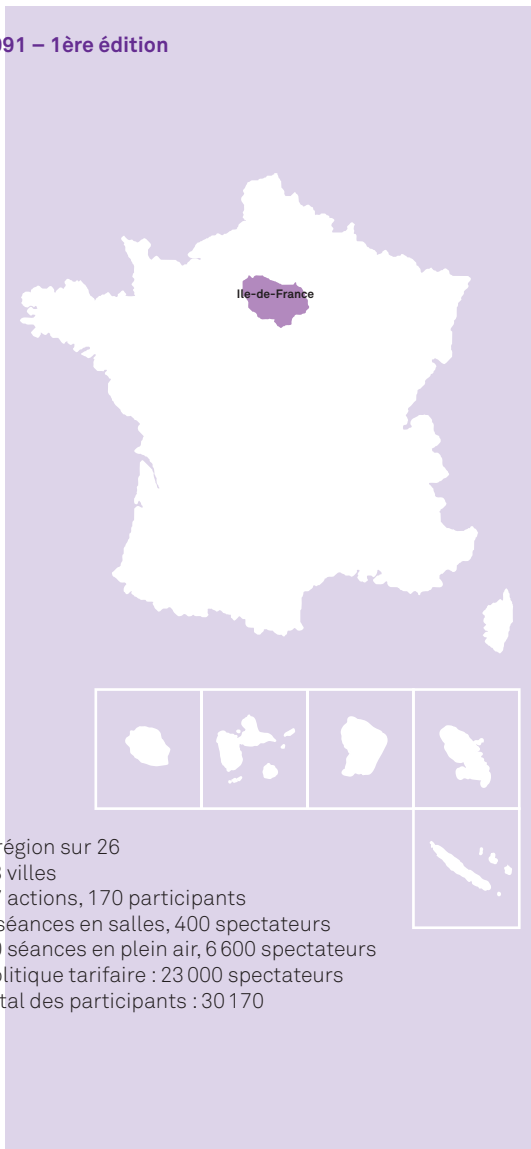 91 – 1ère édition
Ile-de-France
région sur 26
villes
actions, 170 participants
séances en salles, 400 spectateurs
séances en plein air, 6 600 spectateurs
litique tarifaire : 23 000 spectateurs
tal des participants : 30 170